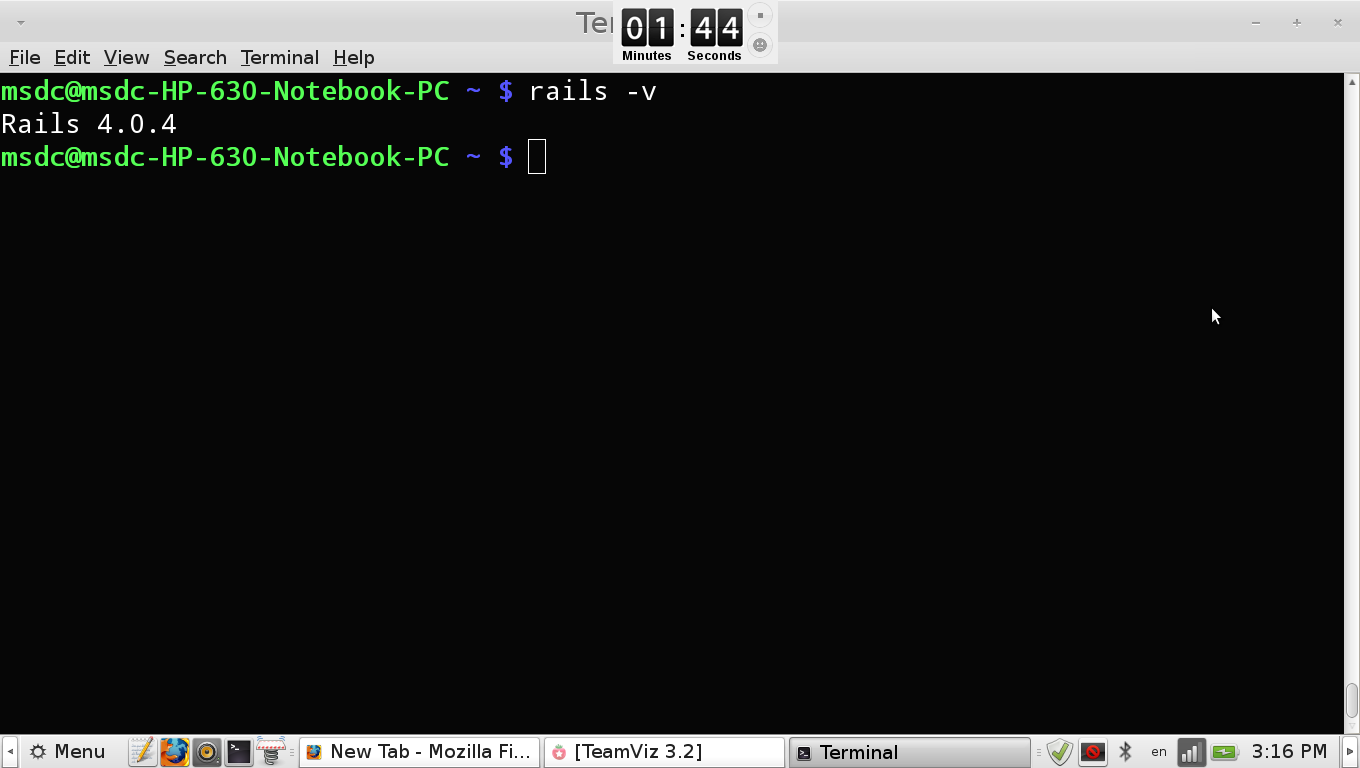 Ter
01:44
Minutes Seconds
File Edit View Search Terminal Help
msdc@msdc-HP-630-Notebook-PC ~ $ rails -v
Rails 4.0.4
msdc@msdc-HP-630-Notebook-PC ~ $
Menu New Tab - Mozilla Fi... [TeamViz 3.2] Terminal en 3:16 PM